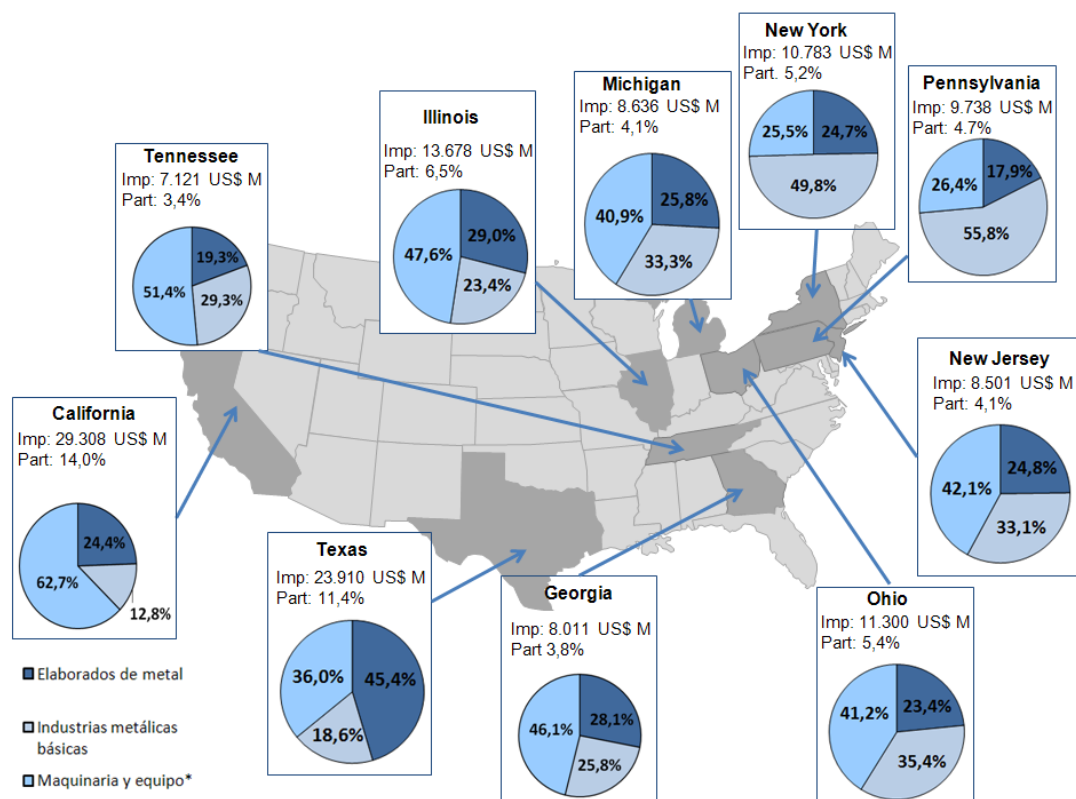 New York
Imp: 10.783 US$ M
Part. 5,2%
25,5%
24,7%
49,8%
Pennsylvania
Imp: 9.738 US$ M
Part: 4.7%
26,4%
17,9%
55,8%
Michigan
Imp: 8.636 US$ M
Part: 4,1%
40,9%
25,8%
33,3%
Illinois
Imp: 13.678 US$ M
Part: 6,5%
47,6%
29,0%
23,4%
Tennessee
Imp: 7.121 US$ M
Part: 3,4%
51,4%
19,3%
29,3%
New Jersey
Imp: 8.501 US$ M
Part: 4,1%
42,1%
24,8%
33,1%
California
Imp: 29.308 US$ M
Part: 14,0%
24,4%
62,7%
12,8%
Texas
Imp: 23.910 US$ M
Part: 11,4%
36,0%
45,4%
18,6%
Georgia
Imp: 8.011 US$ M
Part 3,8%
46,1%
28,1%
25,8%
Ohio
Imp: 11.300 US$ M
Part: 5,4%
41,2%
23,4%
35,4%
Elaborados de metal
Industrias metálicas
básicas
Maquinaria y equipo*